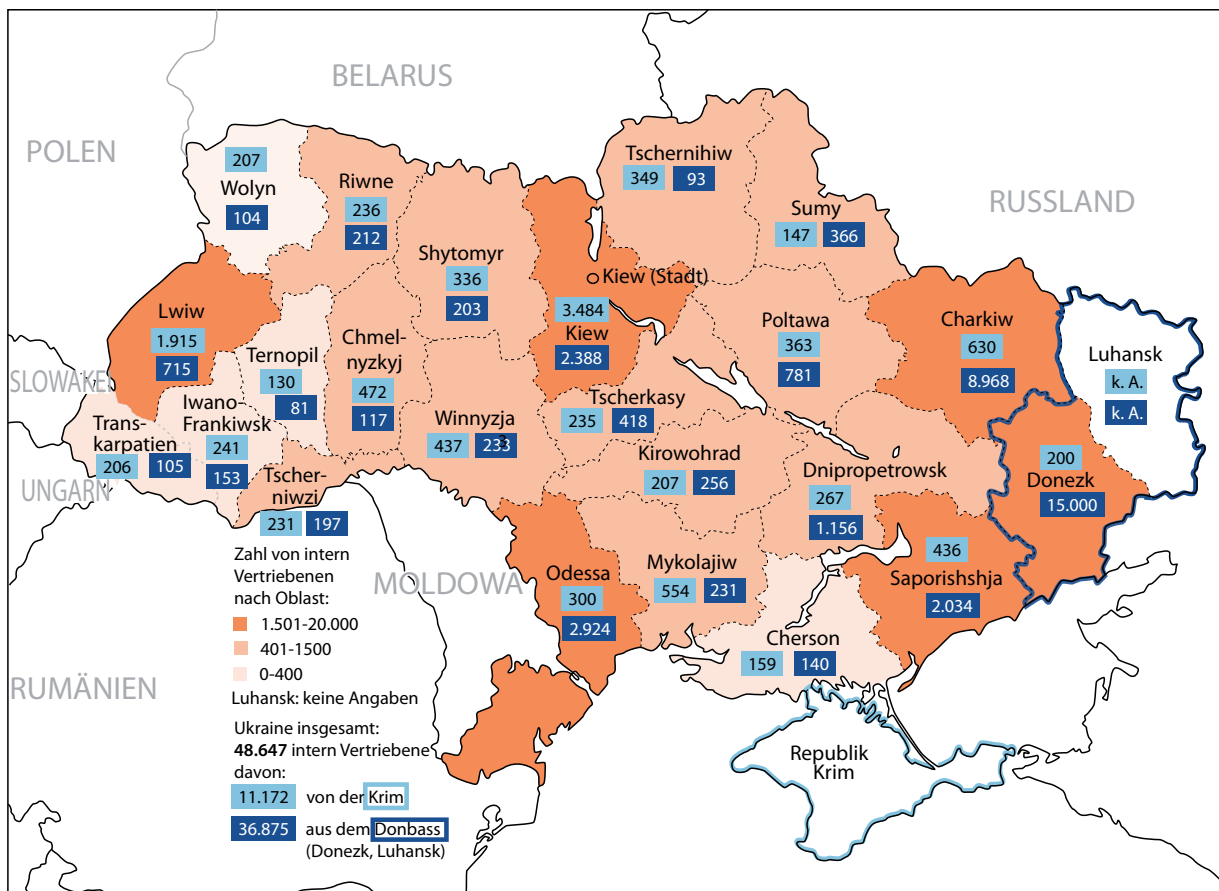 BELARUS
POLEN
RUSSLAND
207
Wolyn
104
Riwne
236
212
Shytomyr
336
203
Tschernihiw
349 93
Sumy
147 366
Kiew (Stadt)
3.484
Kiew
2.388
Lwiw
1.915
715
Ternopil
130
81
Chmel-
nyzkyj
472
117
Poltawa
363
781
Charkiw
630
8.968
Luhansk
k. A.
k. A.
SLOWAKEI
Trans-
karpatien
206 105
Iwano-
Frankiwsk
241
153
Winnyzja
437 233
3
Tscherkasy
235 418
Kirowohrad
207 256
Dnipropetrowsk
267
1.156
200
Donezk
15.000
UNGARN
Tscher-
niwzi
231 197
MOLDOWA
Odessa
300
2.924
Mykolajiw
554 231
436
Saporishshja
2.034
Cherson
159 140
RUMÄNIEN
Republik
Krim
Zahl von intern
Vertriebenen
nach Oblast:
1.501-20.000
401-1500
0-400
Luhansk: keine Angaben
Ukraine insgesamt:
48.647 intern Vertriebene
davon:
11.172 von der Krim
36.875 aus dem Donbass
(Donezk, Luhansk)